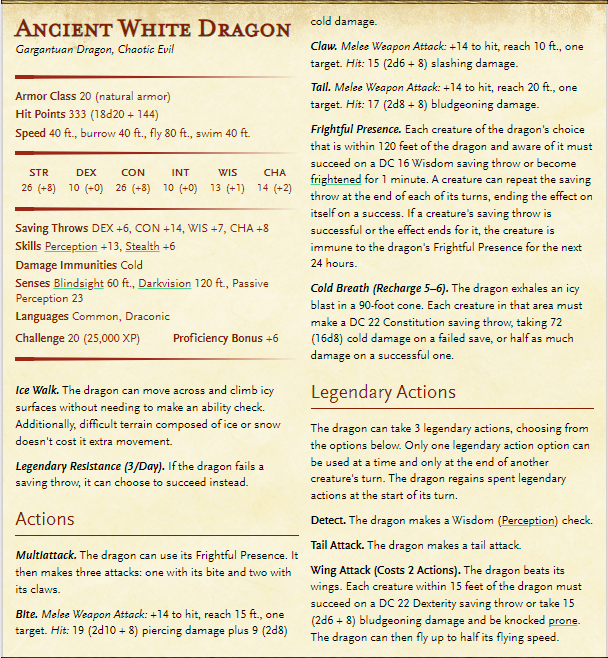 Ancient White Dragon
Gargantuan Dragon, Chaotic Evil
Armor Class 20 (natural armor)
Hit Points 333 (18d20 + 144)
Speed 40 ft., burrow 40 ft., fly 80 ft., swim 40 ft.
STR DEX CON INT WIS CHA
26 (+8) 10 (+0) 26 (+8) 10 (+0) 13 (+1) 14 (+2)
Saving Throws DEX +6, CON +14, WIS +7, CHA +8
Skills Perception +13, Stealth +6
Damage Immunities Cold
Senses Blindsight 60 ft., Darkvision 120 ft., Passive
Perception 23
Languages Common, Draconic
Challenge 20 (25,000 XP) Proficiency Bonus +6
Ice Walk. The dragon can move across and climb icy
surfaces without needing to make an ability check.
Additionally, difficult terrain composed of ice or snow
doesn't cost it extra movement.
Legendary Resistance (3/Day). If the dragon fails a
saving throw, it can choose to succeed instead.
Actions
Multiattack. The dragon can use its Frightful Presence. It
then makes three attacks: one with its bite and two with
its claws.
Bite. Melee Weapon Attack: +14 to hit, reach 15 ft., one
target. Hit: 19 (2d10 + 8) piercing damage plus 9 (2d8)
cold damage.
Claw. Melee Weapon Attack: +14 to hit, reach 10 ft., one
target. Hit: 15 (2d6 + 8) slashing damage.
Tail. Melee Weapon Attack: +14 to hit, reach 20 ft., one
target. Hit: 17 (2d8 + 8) bludgeoning damage.
Frightful Presence. Each creature of the dragon's choice
that is within 120 feet of the dragon and aware of it must
succeed on a DC 16 Wisdom saving throw or become
frightened for 1 minute. A creature can repeat the saving
throw at the end of each of its turns, ending the effect on
itself on a success. If a creature's saving throw is
successful or the effect ends for it, the creature is
immune to the dragon's Frightful Presence for the next
24 hours.
Cold Breath (Recharge 5–6). The dragon exhales an icy
blast in a 90-foot cone. Each creature in that area must
make a DC 22 Constitution saving throw, taking 72
(16d8) cold damage on a failed save, or half as much
damage on a successful one.
Legendary Actions
The dragon can take 3 legendary actions, choosing from
the options below. Only one legendary action option can
be used at a time and only at the end of another
creature's turn. The dragon regains spent legendary
actions at the start of its turn.
Detect. The dragon makes a Wisdom (Perception) check.
Tail Attack. The dragon makes a tail attack.
Wing Attack (Costs 2 Actions). The dragon beats its
wings. Each creature within 15 feet of the dragon must
succeed on a DC 22 Dexterity saving throw or take 15
(2d6 + 8) bludgeoning damage and be knocked prone.
The dragon can then fly up to half its flying speed.